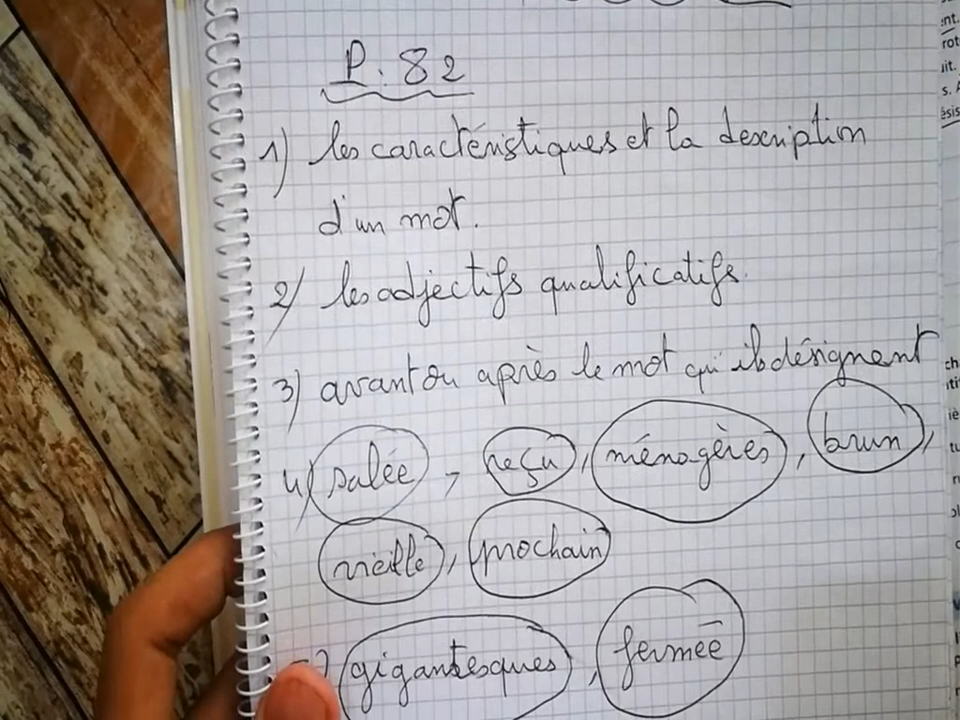 P. 82
1) les caractéristiques et la description
d'un mot.
2) les adjectifs qualificatifs.
3) avant ou après le mot qu'ils désignent
4) salée, reçu, ménagères, brun,
vieille, prochain
gigantesques, fermée